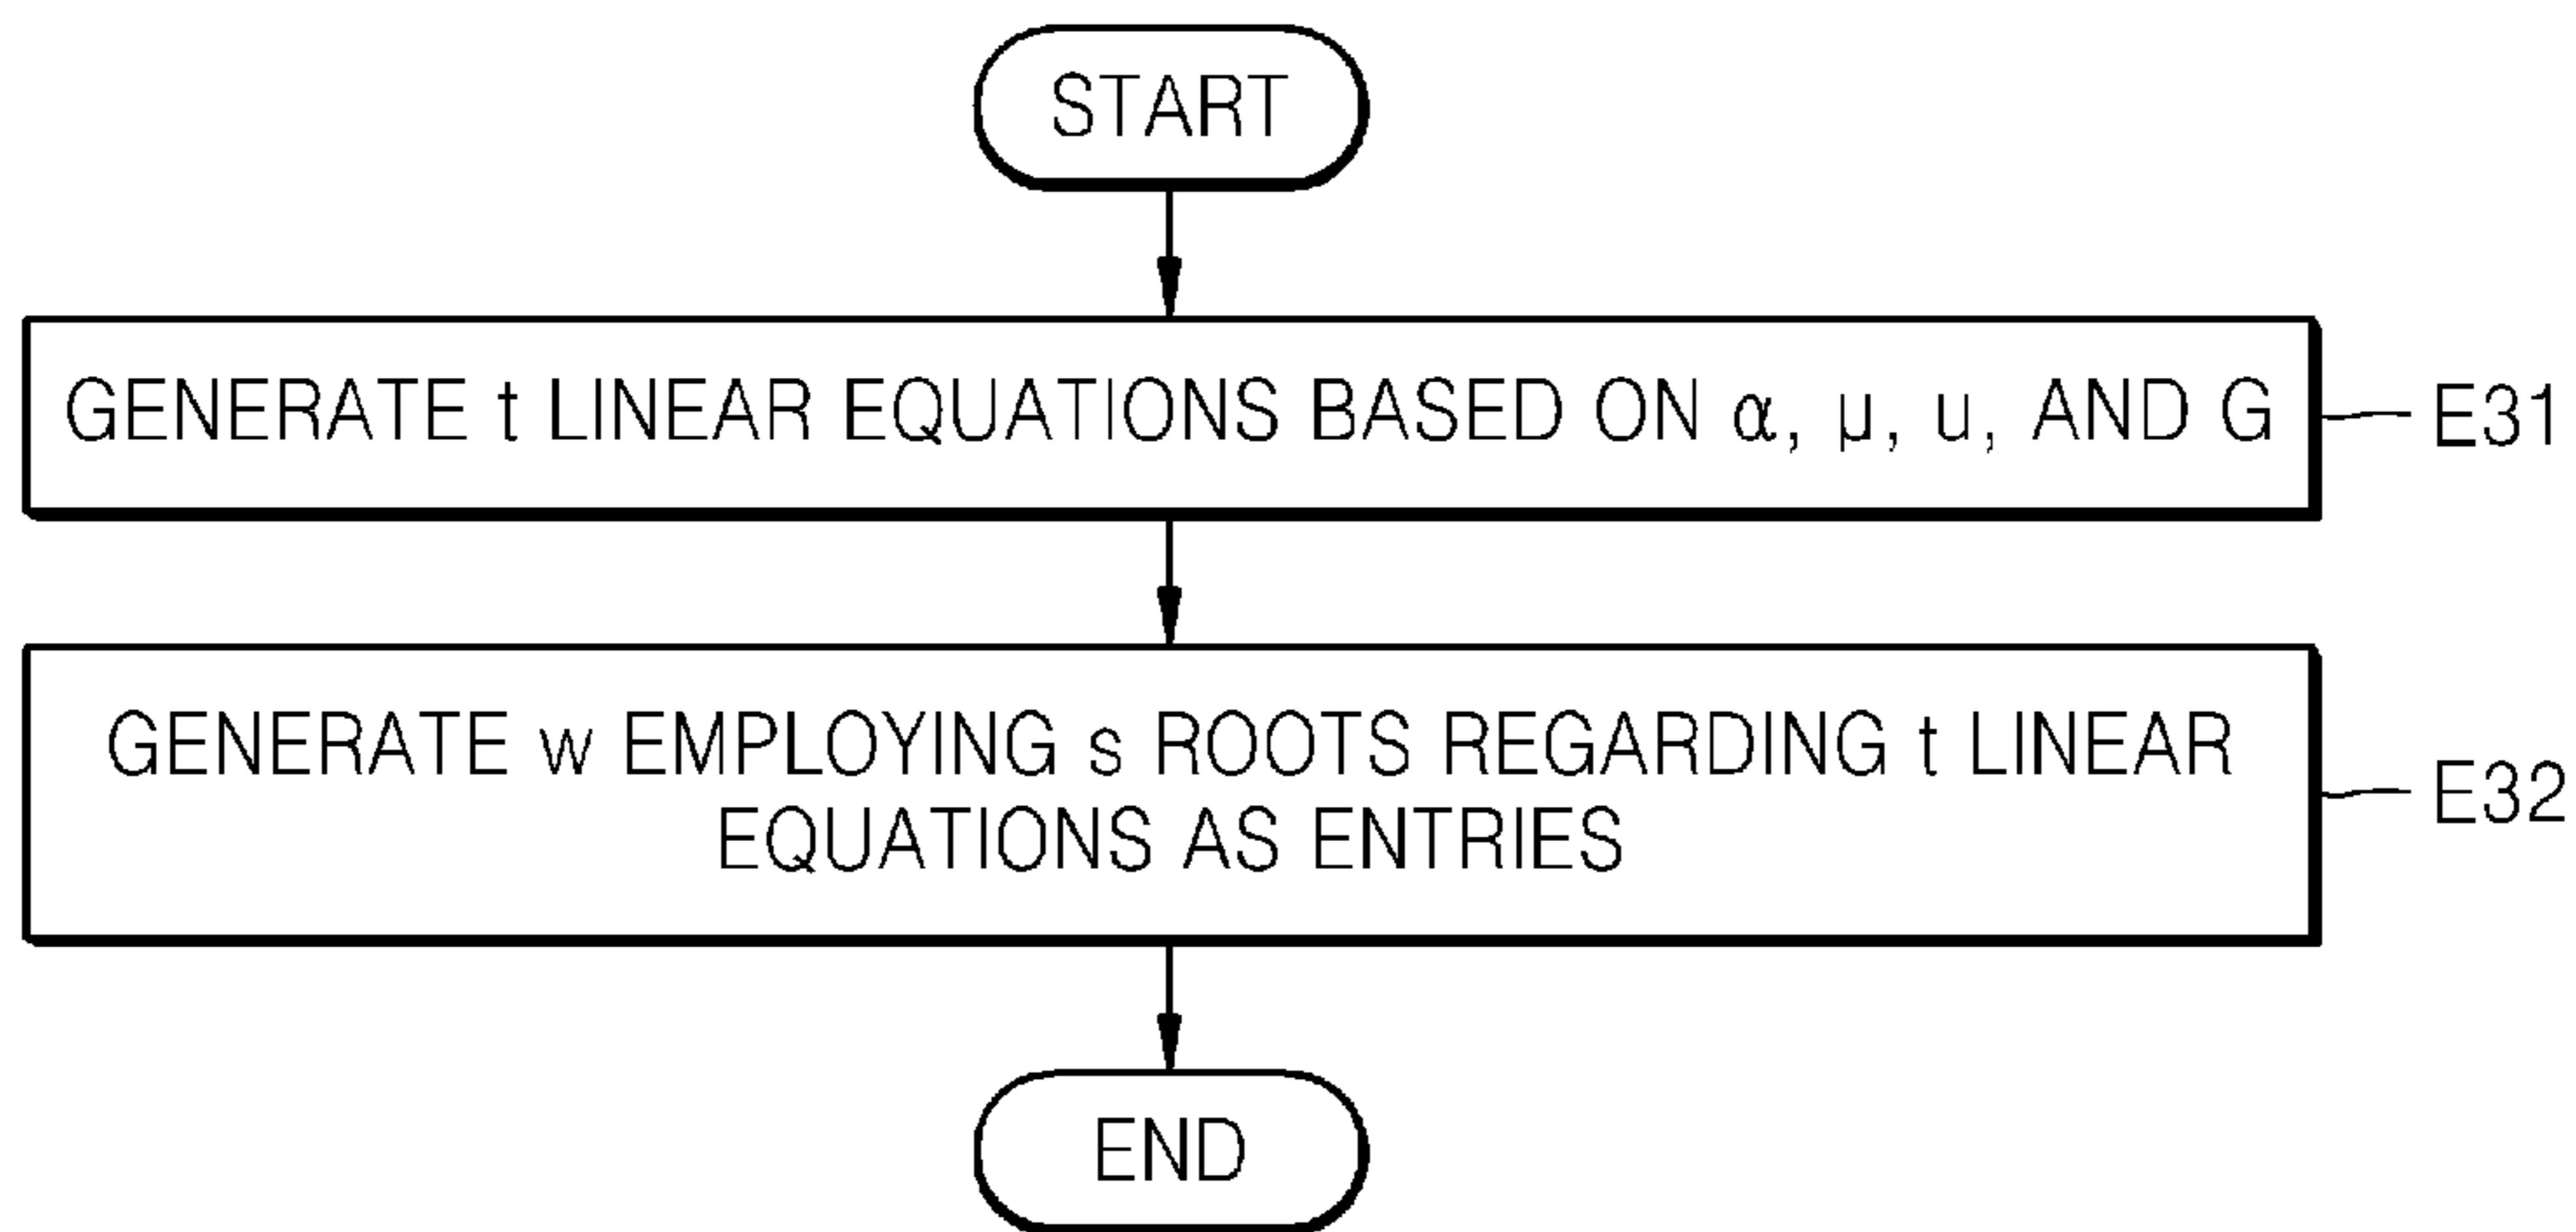 START
GENERATE t LINEAR EQUATIONS BASED ON α, μ, u, AND G
E31
GENERATE w EMPLOYING s ROOTS REGARDING t LINEAR
EQUATIONS AS ENTRIES
E32
END